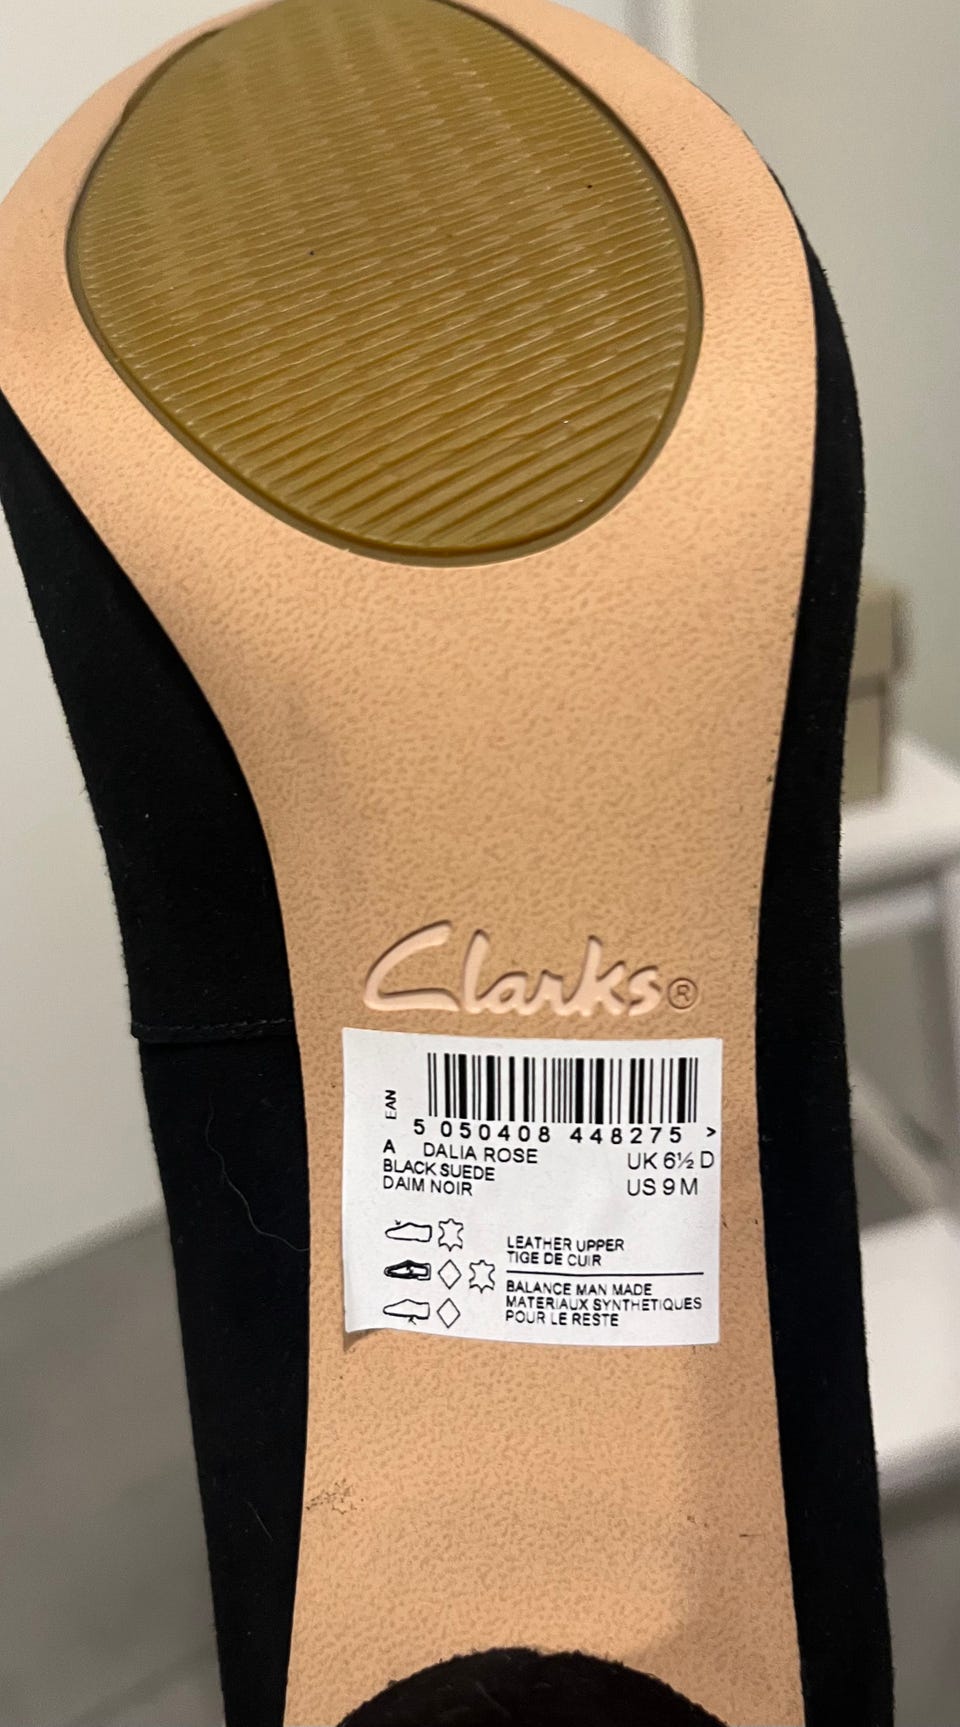 Clarks®
EAN
5 050408 448275 >
A DALIA ROSE UK 6½ D
BLACK SUEDE
DAIM NOIR US 9 M
LEATHER UPPER
TIGE DE CUIR
BALANCE MAN MADE
MATERIAUX SYNTHETIQUES
POUR LE RESTE